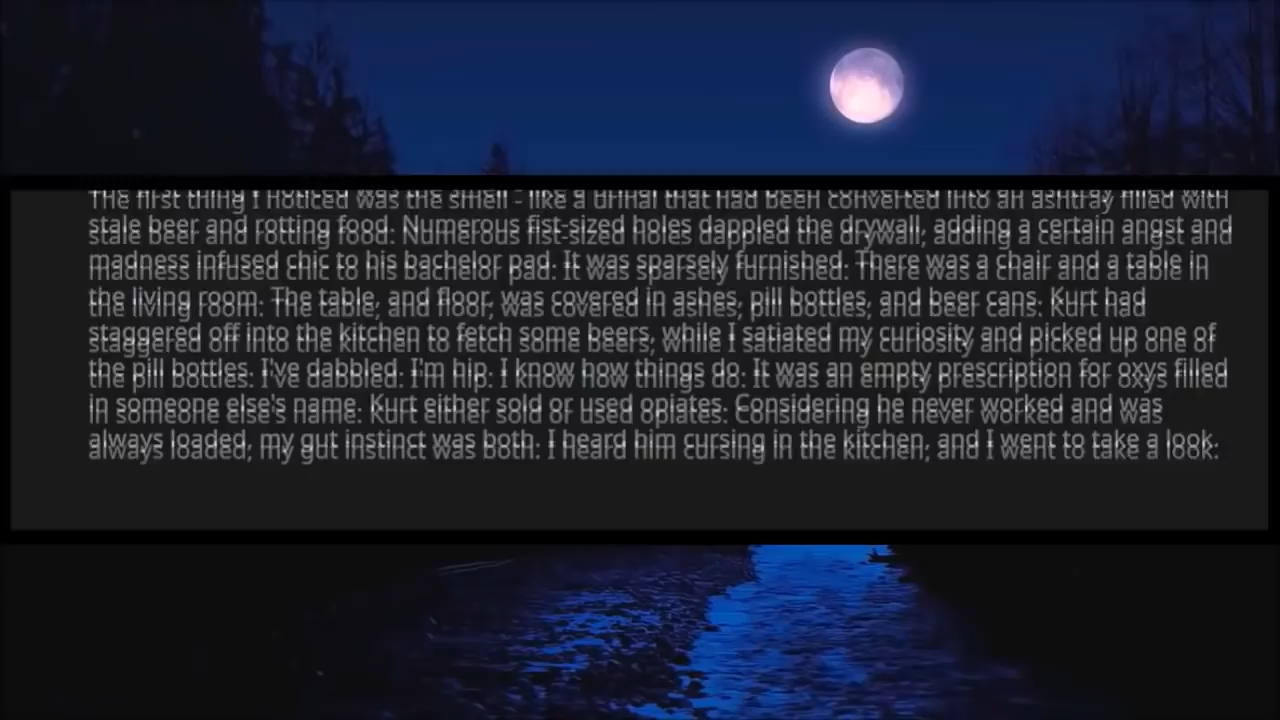 The first thing I noticed was the smell - like a urinal that had been converted into an ashtray filled with
stale beer and rotting food. Numerous fist-sized holes dappled the drywall, adding a certain angst and
madness infused chic to his bachelor pad. It was sparsely furnished. There was a chair and a table in
the living room. The table, and floor, was covered in ashes, pill bottles, and beer cans. Kurt had
staggered off into the kitchen to fetch some beers, while I satiated my curiosity and picked up one of
the pill bottles. I've dabbled. I'm hip. I know how things do. It was an empty prescription for oxys filled
in someone else's name. Kurt either sold or used opiates. Considering he never worked and was
always loaded, my gut instinct was both. I heard him cursing in the kitchen, and I went to take a look.